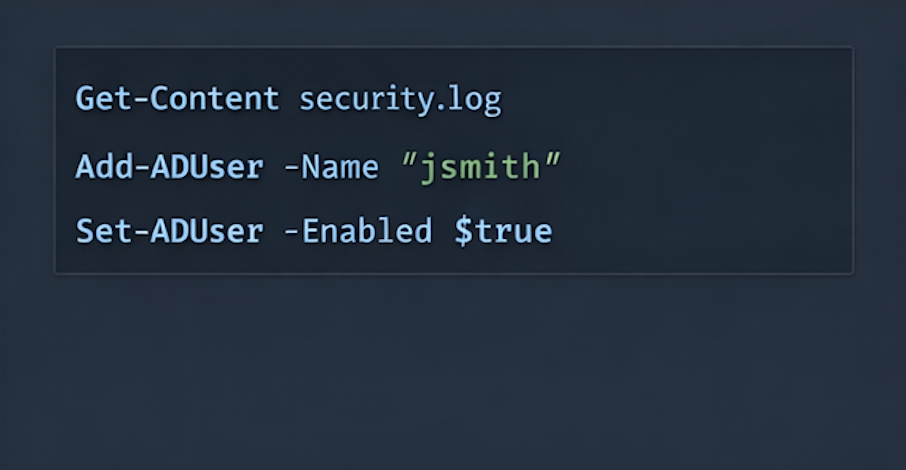 Get-Content security.log
Add-ADUser -Name "jsmith"
Set-ADUser -Enabled $true